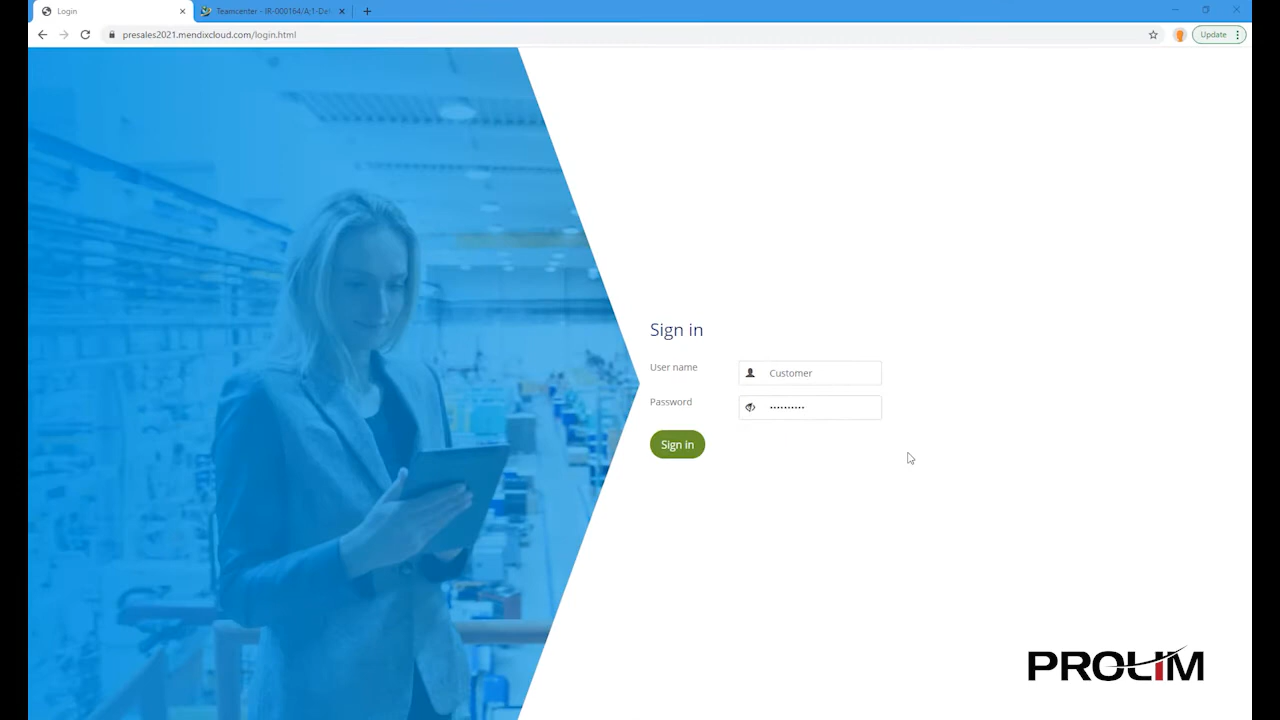 Login
Teamcenter - IR-000164/A;1-De
presales2021.mendixcloud.com/login.html
Update
Sign in
User name
Customer
Password
Sign in
PROLIM